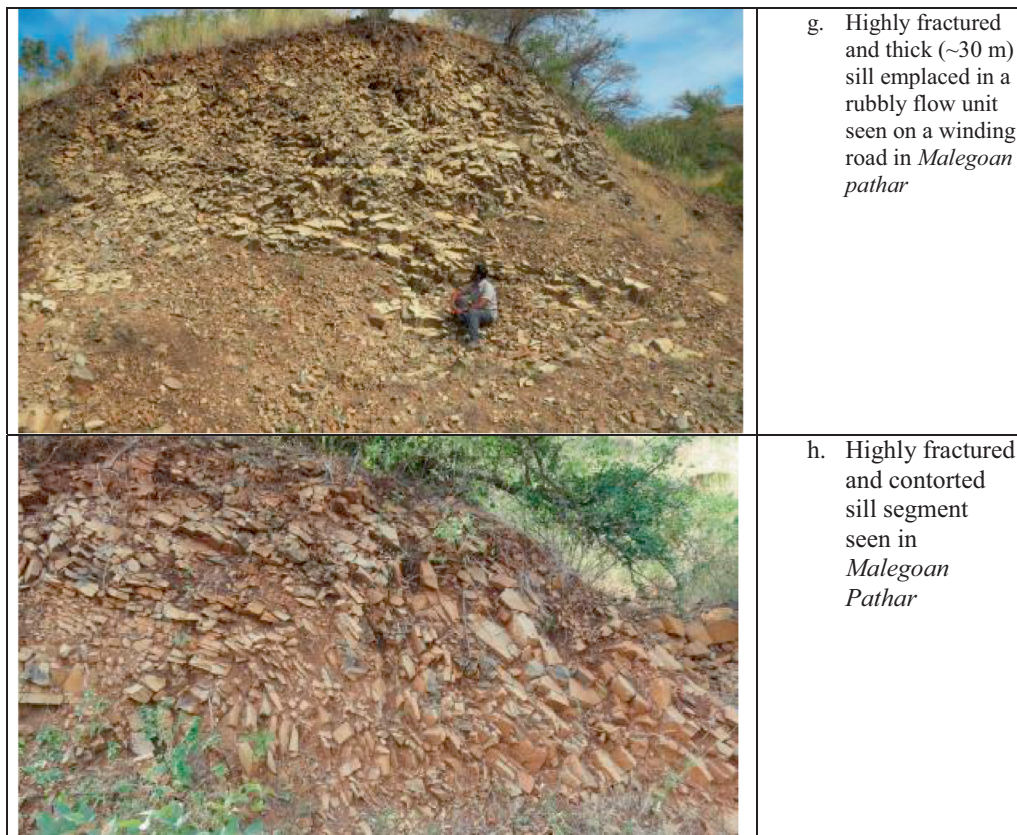 g. Highly fractured
and thick (~30 m)
sill emplaced in a
rubbly flow unit
seen on a winding
road in Malegoan
pathar
h. Highly fractured
and contorted
sill segment
seen in
Malegoan
Pathar